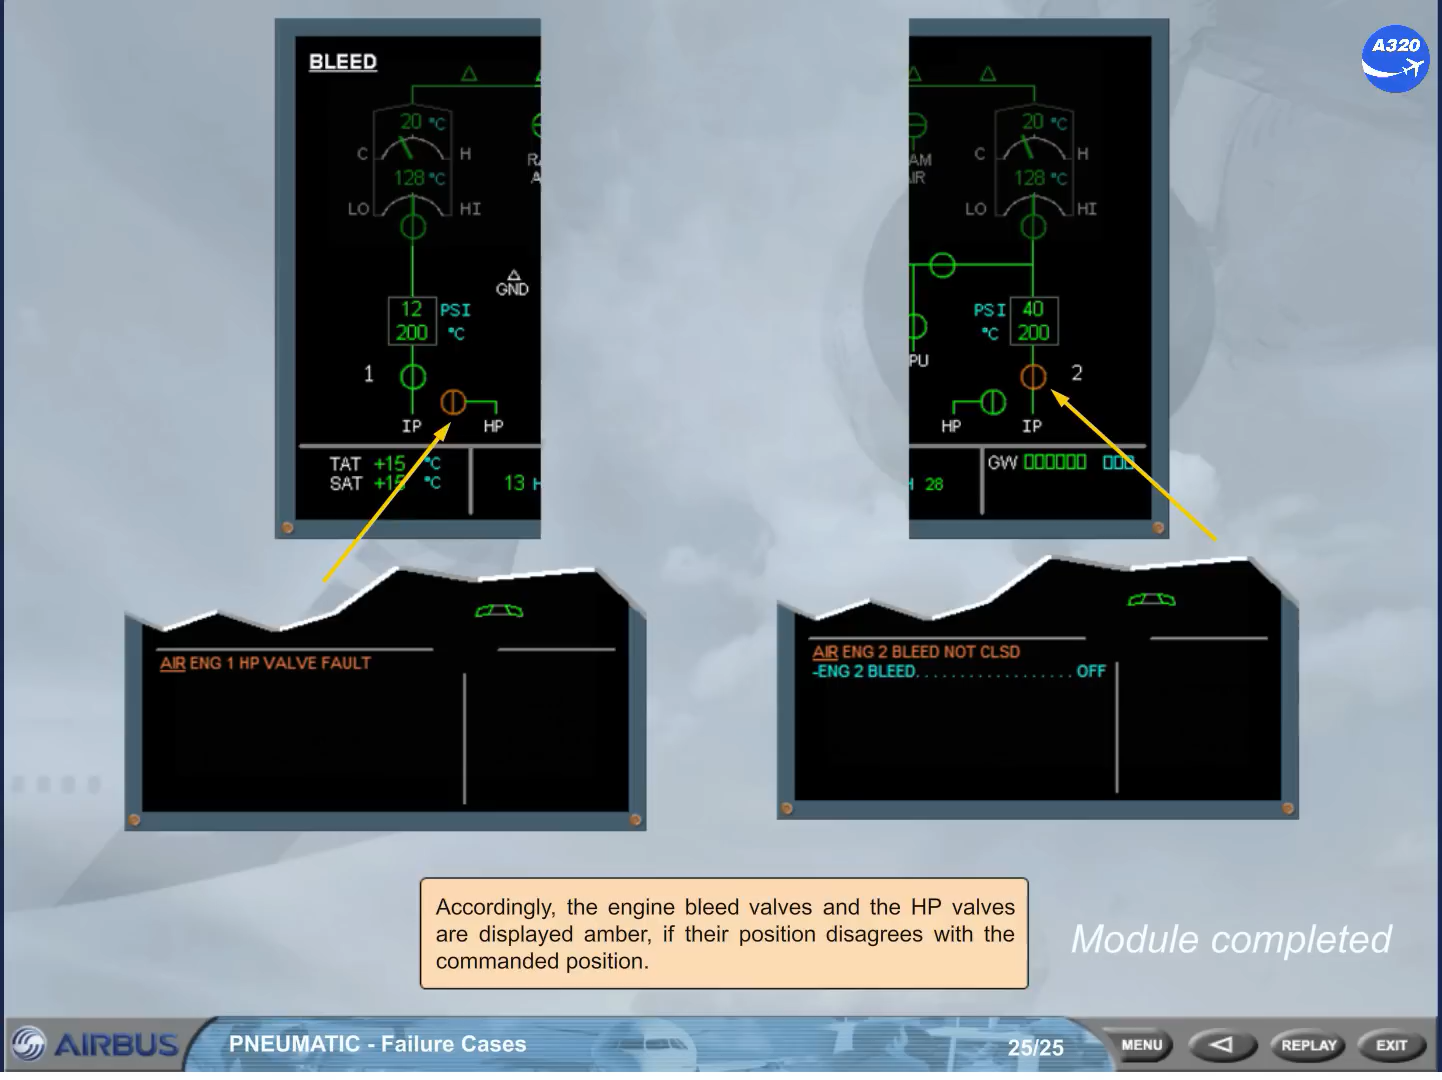 BLEED
20 °C
C H
128 °C
LO HI
RA
A
△
GND
12 PSI
200 °C
1
IP HP
TAT +15 °C
SAT +15 °C
13 H
A320
20 °C
AM
C H
IR
128 °C
LO HI
PSI 40
°C 200
PU
2
HP IP
GW
H 28
AIR ENG 1 HP VALVE FAULT
AIR ENG 2 BLEED NOT CLSD
-ENG 2 BLEED. . . . . . . . . . . . . . . . . . OFF
Accordingly, the engine bleed valves and the HP valves
are displayed amber, if their position disagrees with the
commanded position.
Module completed
AIRBUS
PNEUMATIC - Failure Cases
25/25
MENU
REPLAY
EXIT